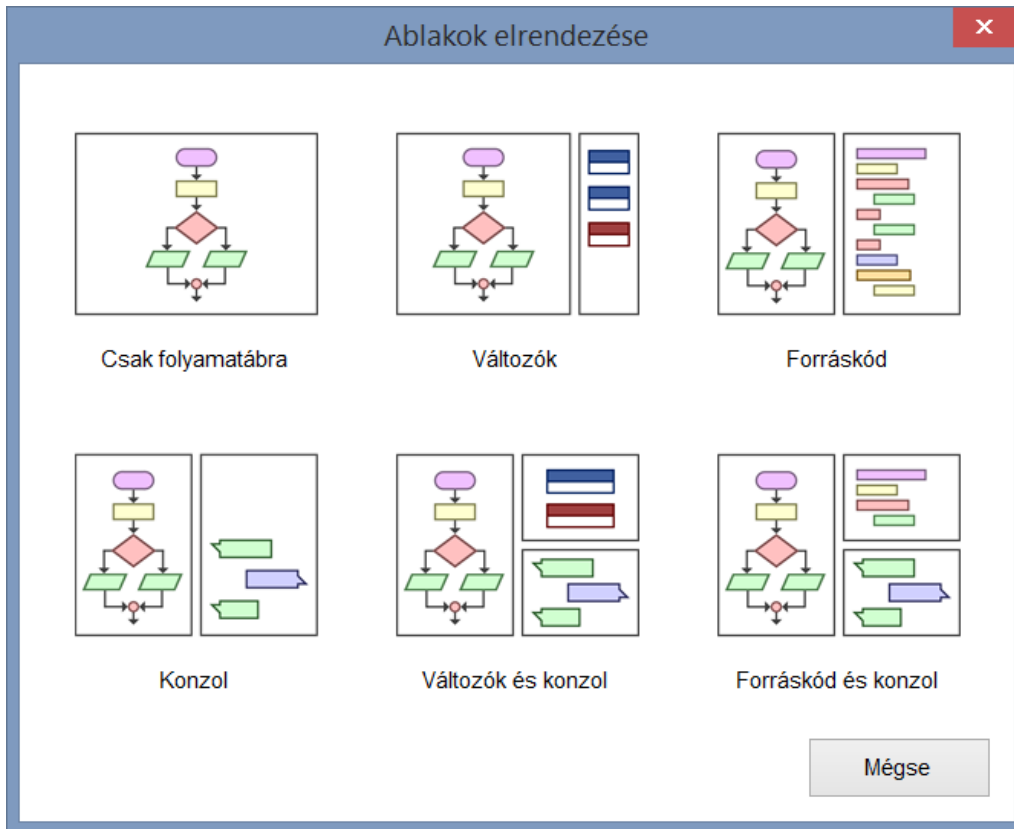 Ablakok elrendezése
Csak folyamatábra
Változók
Forráskód
Konzol
Változók és konzol
Forráskód és konzol
Mégse